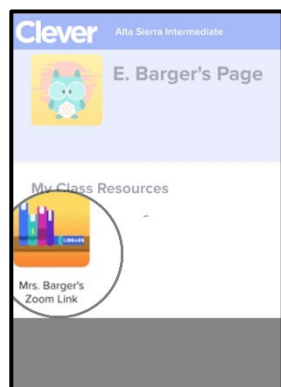 Clever Alta Sierra Intermediate
E. Barger's Page
My Class Resources
LIBRARY
Mrs. Barger's
Zoom Link